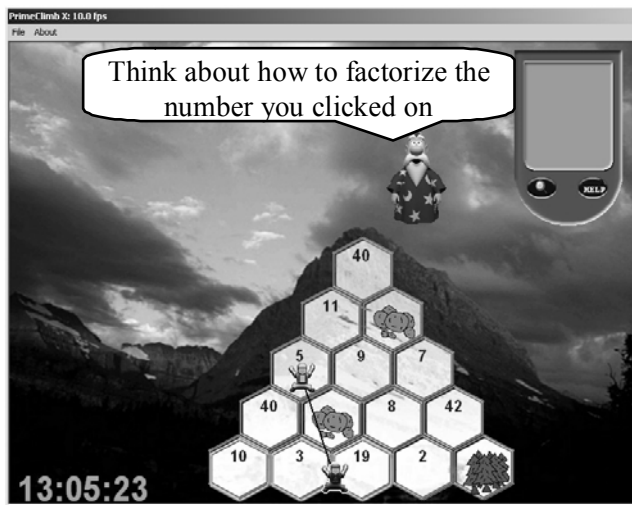 PrimeClimb X: 10.0 fps
File About
Think about how to factorize the
number you clicked on
HELP
40
11
5 9 7
40 8 42
10 3 19 2
13:05:23